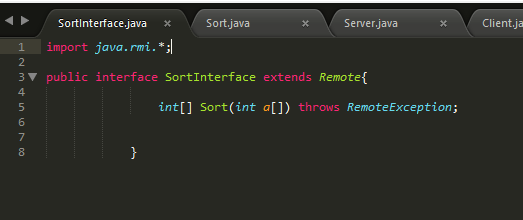 SortInterface.java × Sort.java × Server.java × Client.ja
1 import java.rmi.*;
2
3 public interface SortInterface extends Remote{
4
5 int[] Sort(int a[]) throws RemoteException;
6
7
8 }